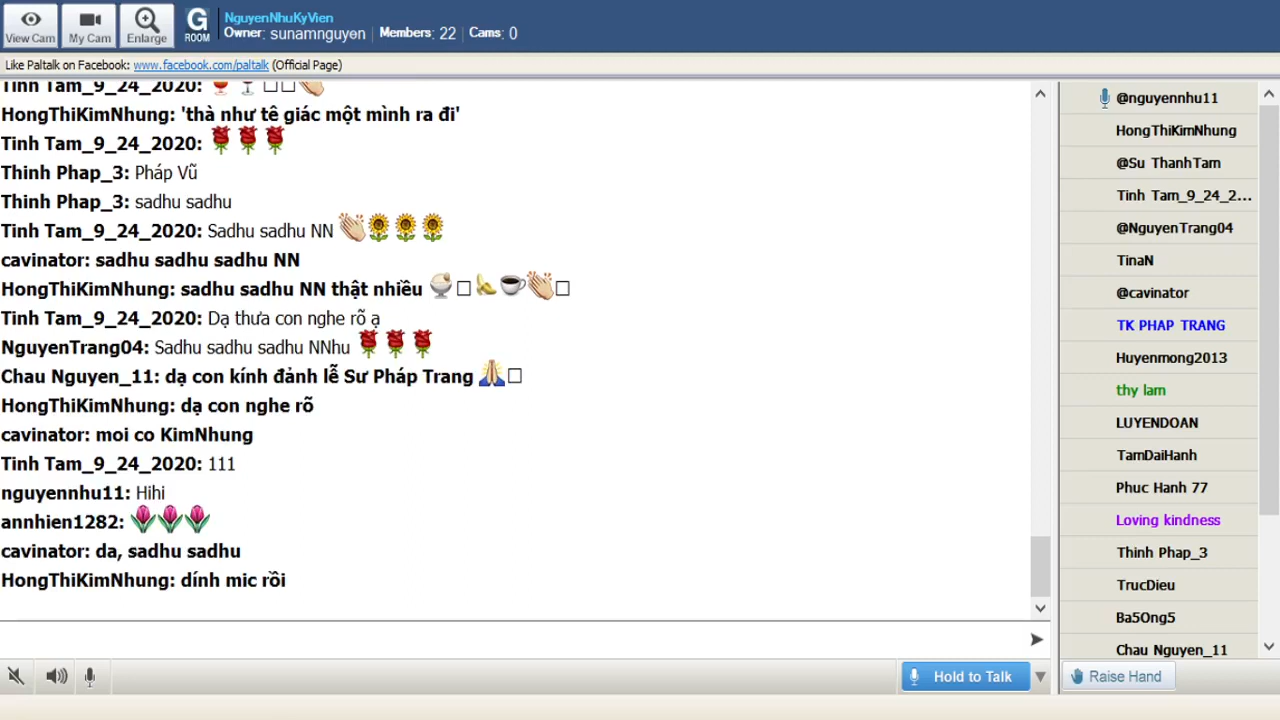 NguyenNhuKyVien
Owner: sunamnguyen Members: 22 Cams: 0
View Cam My Cam Enlarge G ROOM
Like Paltalk on Facebook: www.facebook.com/paltalk (Official Page)
Tinh Tam_9_24_2020:
HongThiKimNhung: 'thà như tê giác một mình ra đi'
Tinh Tam_9_24_2020:
Thinh Phap_3: Pháp Vũ
Thinh Phap_3: sadhu sadhu
Tinh Tam_9_24_2020: Sadhu sadhu NN
cavinator: sadhu sadhu sadhu NN
HongThiKimNhung: sadhu sadhu NN thật nhiều
Tinh Tam_9_24_2020: Dạ thưa con nghe rõ ạ
NguyenTrang04: Sadhu sadhu sadhu NNhu
Chau Nguyen_11: dạ con kính đảnh lễ Sư Pháp Trang
HongThiKimNhung: dạ con nghe rõ
cavinator: moi co KimNhung
Tinh Tam_9_24_2020: 111
nguyennhu11: Hihi
annhien1282:
cavinator: da, sadhu sadhu
HongThiKimNhung: dính mic rồi
@nguyennhu11
HongThiKimNhung
@Su ThanhTam
Tinh Tam_9_24_2...
@NguyenTrang04
TinaN
@cavinator
TK PHAP TRANG
Huyenmong2013
thy lam
LUYENDOAN
TamDaiHanh
Phuc Hanh 77
Loving kindness
Thinh Phap_3
TrucDieu
Ba5Ong5
Chau Nguyen_11
Hold to Talk
Raise Hand